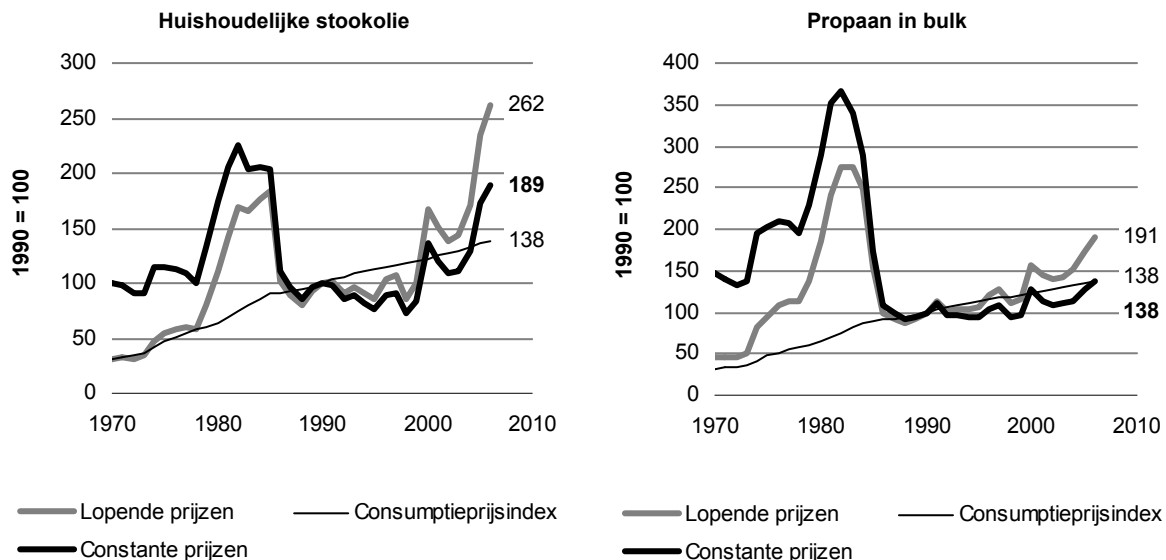 Huishoudelijke stookolie
1990 = 100
300
250
200
150
100
50
0
262
189
138
1970 1980 1990 2000 2010
Lopende prijzen Consumptieprijsindex
Constante prijzen
Propaan in bulk
1990 = 100
400
350
300
250
200
150
100
50
0
191
138
138
1970 1980 1990 2000 2010
Lopende prijzen Consumptieprijsindex
Constante prijzen